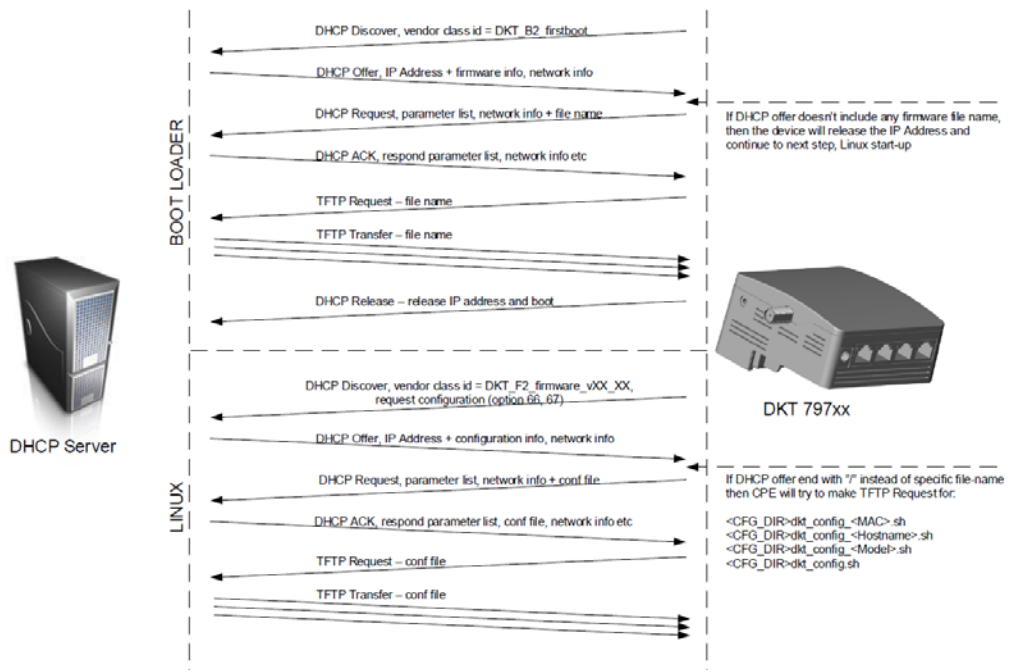 DHCP Discover, vendor class id = DKT_B2_firstboot
DHCP Offer, IP Address + firmware info, network info
DHCP Request, parameter list, network info + file name
If DHCP offer doesn't include any firmware file name,
then the device will release the IP Address and
continue to next step, Linux start-up
DHCP ACK, respond parameter list, network info etc
TFTP Request – file name
TFTP Transfer – file name
DHCP Release – release IP address and boot
BOOT LOADER
DHCP Server
DKT 797xx
DHCP Discover, vendor class id = DKT_F2_firmware_vXX_XX,
request configuration (option 66, 67)
DHCP Offer, IP Address + configuration info, network info
DHCP Request, parameter list, network info + conf file
If DHCP offer end with "/" instead of specific file-name
then CPE will try to make TFTP Request for:
<CFG_DIR>dkt_config_<MAC>.sh
<CFG_DIR>dkt_config_<Hostname>.sh
<CFG_DIR>dkt_config_<Model>.sh
<CFG_DIR>dkt_config.sh
DHCP ACK, respond parameter list, conf file, network info etc
TFTP Request – conf file
TFTP Transfer – conf file
LINUX